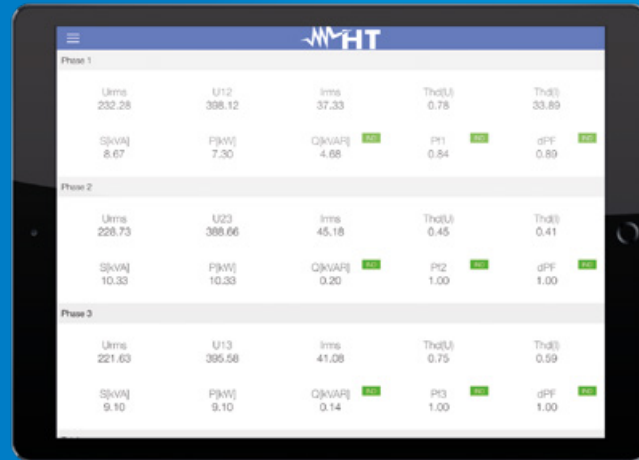 HT
Phase 1
Urms U12 Irms Thd(U) Thd(I)
232.28 398.12 37.33 0.78 33.89
S[kVA] P[kW] Q[kVAR] IND Pf1 IND dPF IND
8.67 7.30 4.68 0.84 0.89
Phase 2
Urms U23 Irms Thd(U) Thd(I)
228.73 388.66 45.18 0.45 0.41
S[kVA] P[kW] Q[kVAR] IND Pf2 IND dPF IND
10.33 10.33 0.20 1.00 1.00
Phase 3
Urms U13 Irms Thd(U) Thd(I)
221.63 395.58 41.08 0.75 0.59
S[kVA] P[kW] Q[kVAR] IND Pf3 IND dPF IND
9.10 9.10 0.14 1.00 1.00